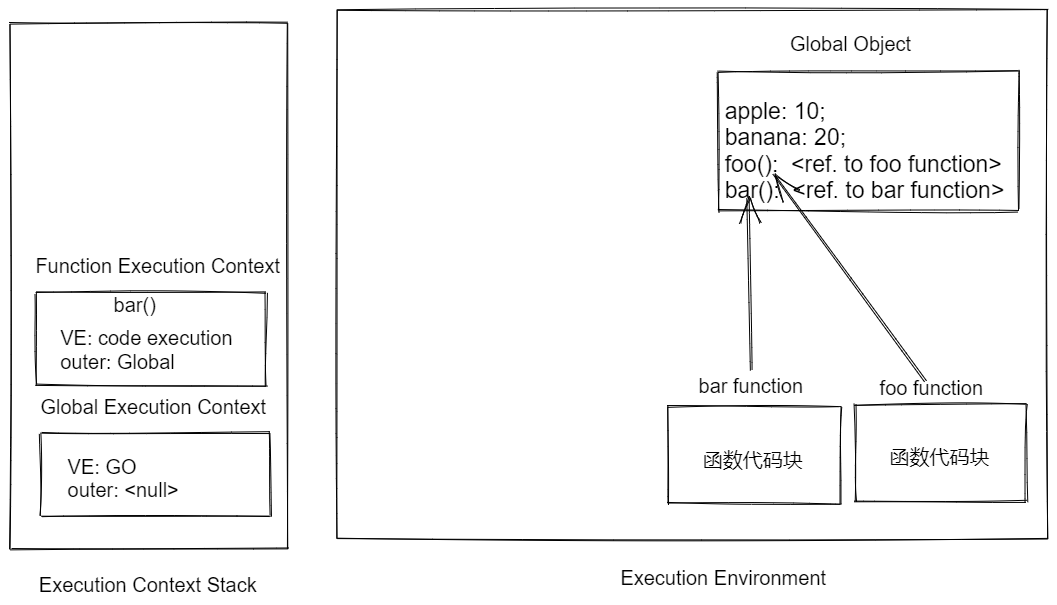 Function Execution Context
bar()
VE: code execution
outer: Global
Global Execution Context
VE: GO
outer: <null>
Execution Context Stack
Global Object
apple: 10;
banana: 20;
foo(): <ref. to foo function>
bar(): <ref. to bar function>
bar function
foo function
函数代码块
函数代码块
Execution Environment